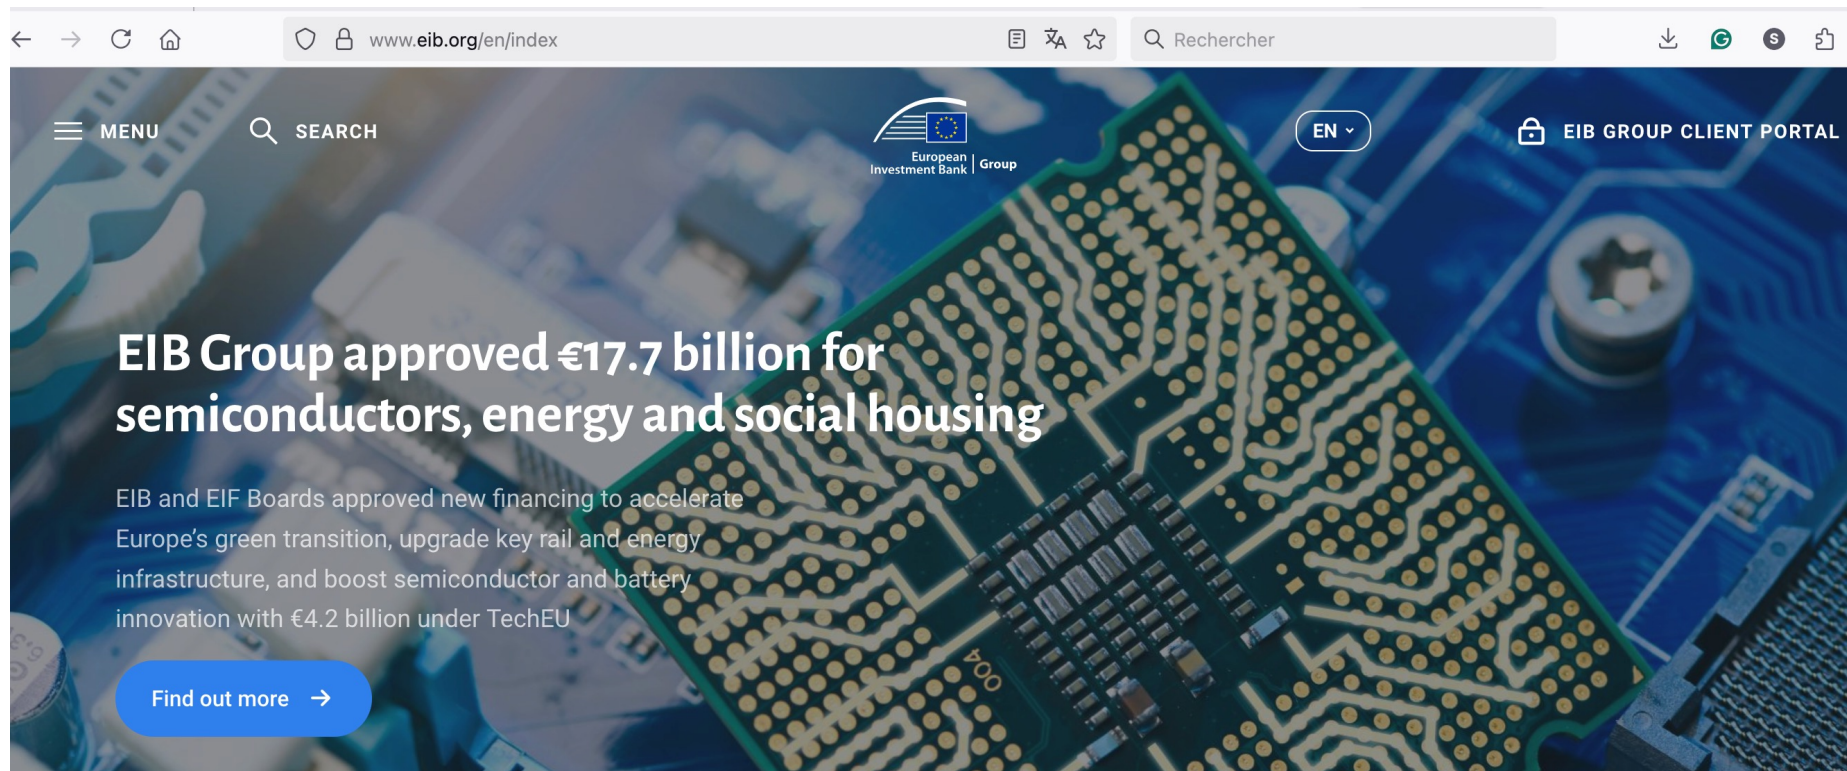 www.eib.org/en/index
Rechercher
S
MENU
SEARCH
European
Investment Bank
Group
EN
EIB GROUP CLIENT PORTAL
EIB Group approved €17.7 billion for
semiconductors, energy and social housing
EIB and EIF Boards approved new financing to accelerate
Europe’s green transition, upgrade key rail and energy
infrastructure, and boost semiconductor and battery
innovation with €4.2 billion under TechEU
Find out more →
004